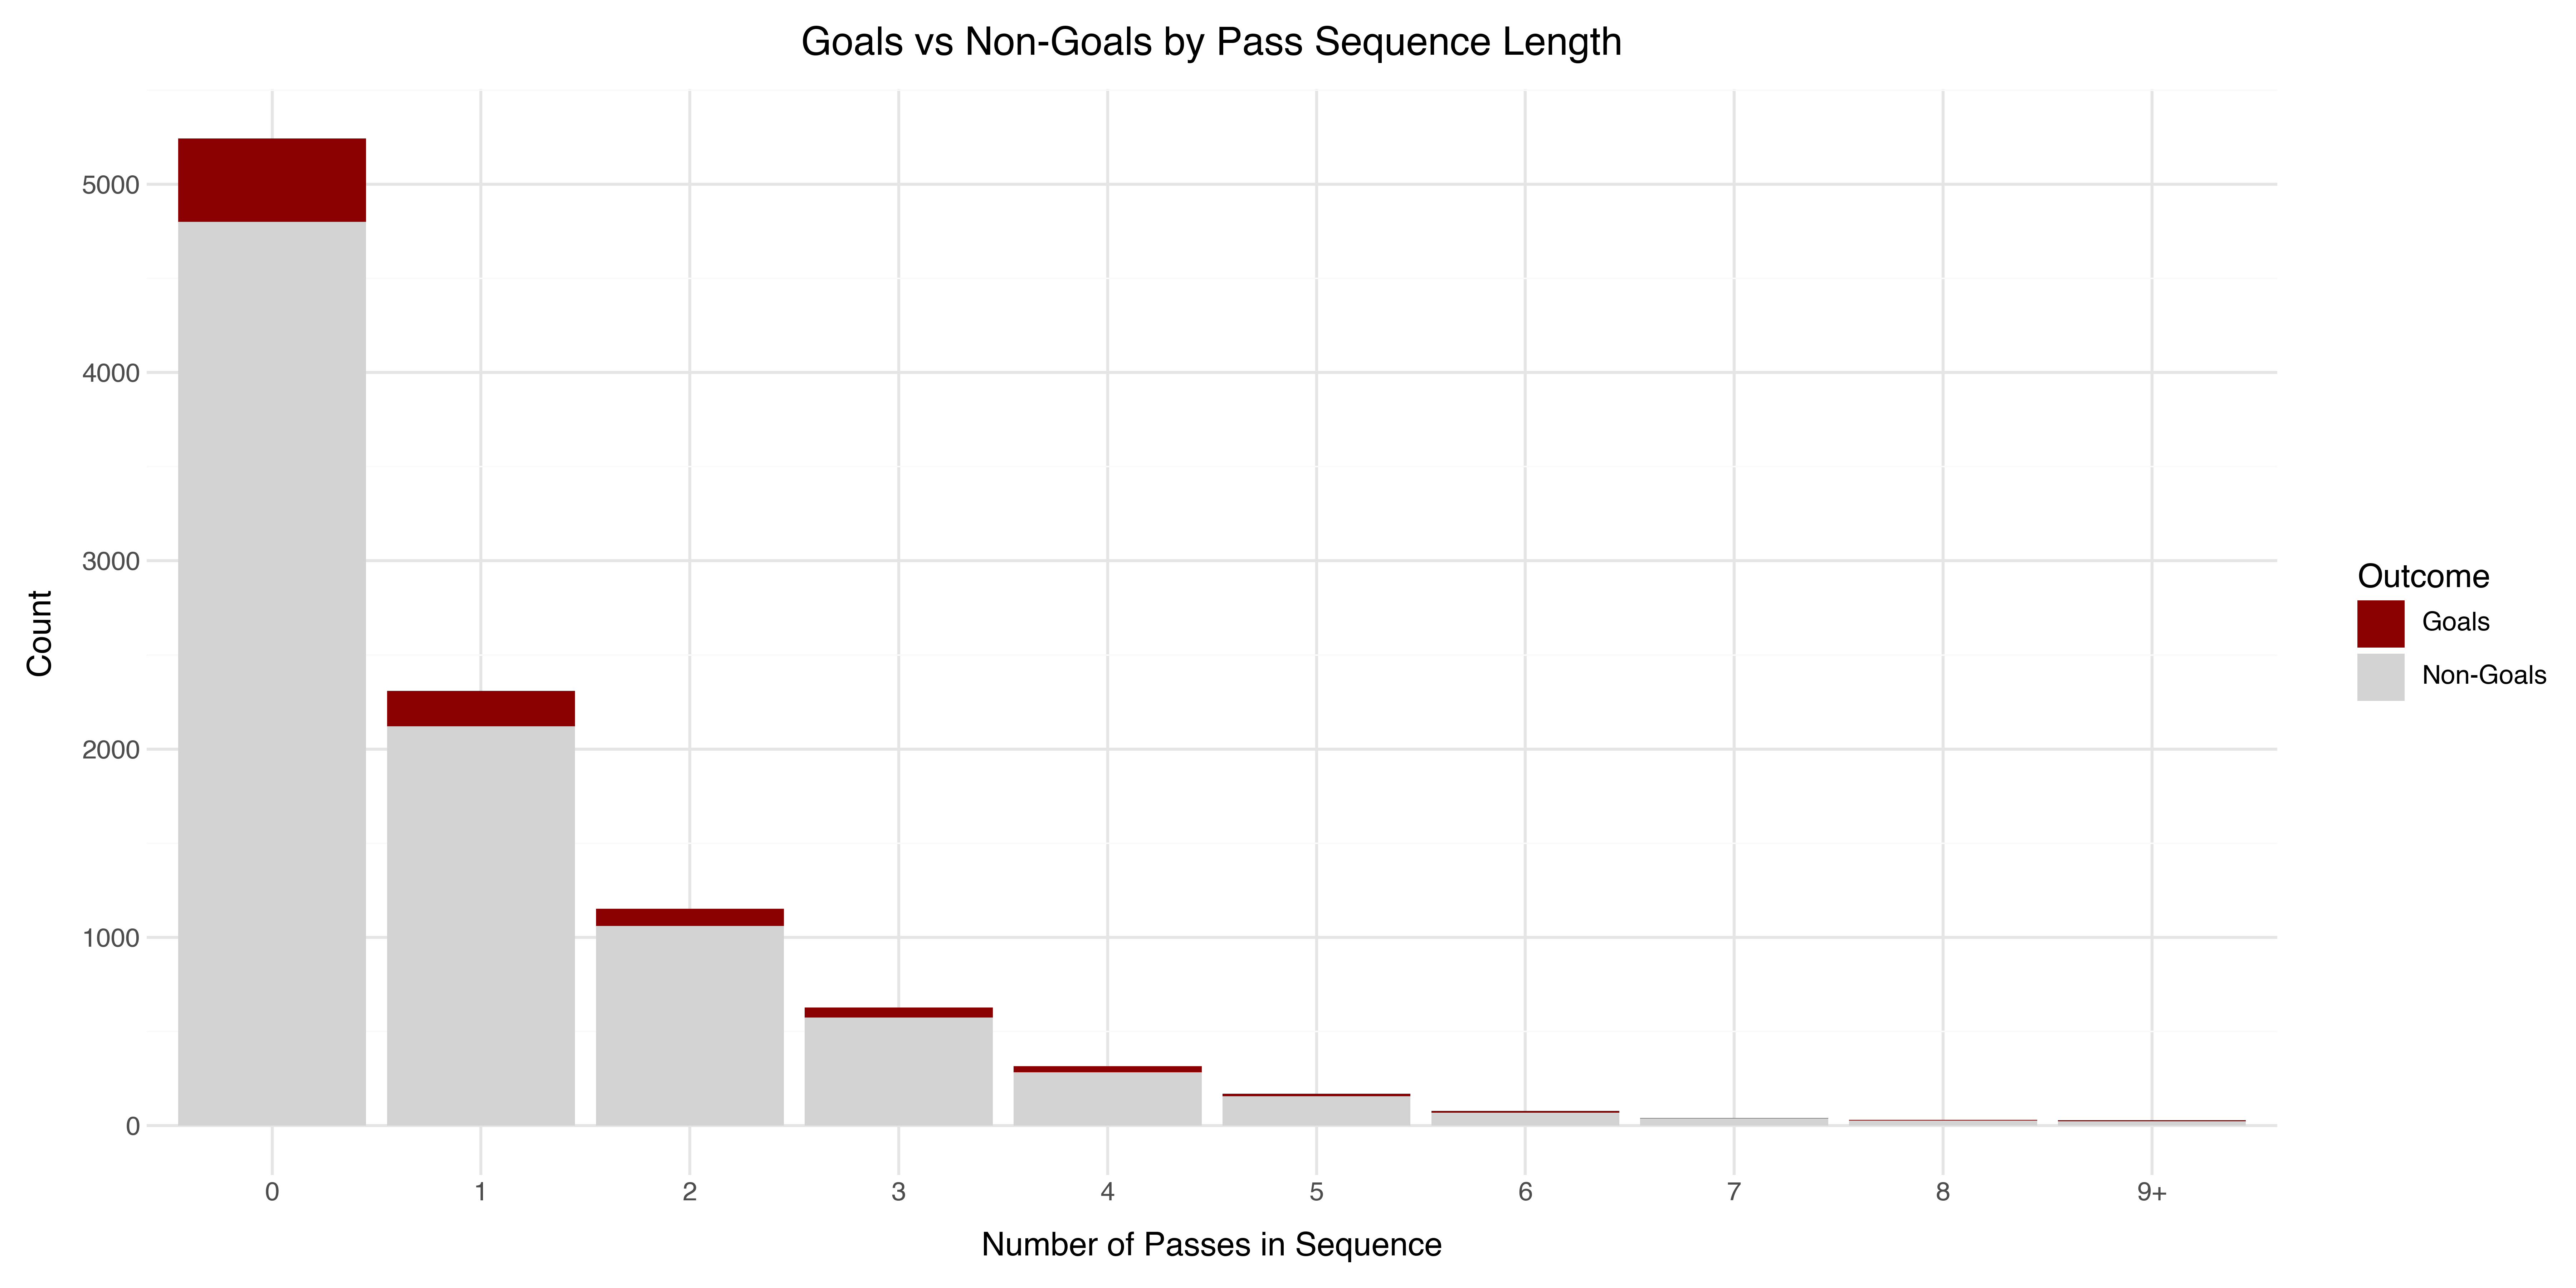 Goals vs Non-Goals by Pass Sequence Length
Count
5000
4000
3000
2000
1000
0
0 1 2 3 4 5 6 7 8 9+
Number of Passes in Sequence
Outcome
Goals
Non-Goals